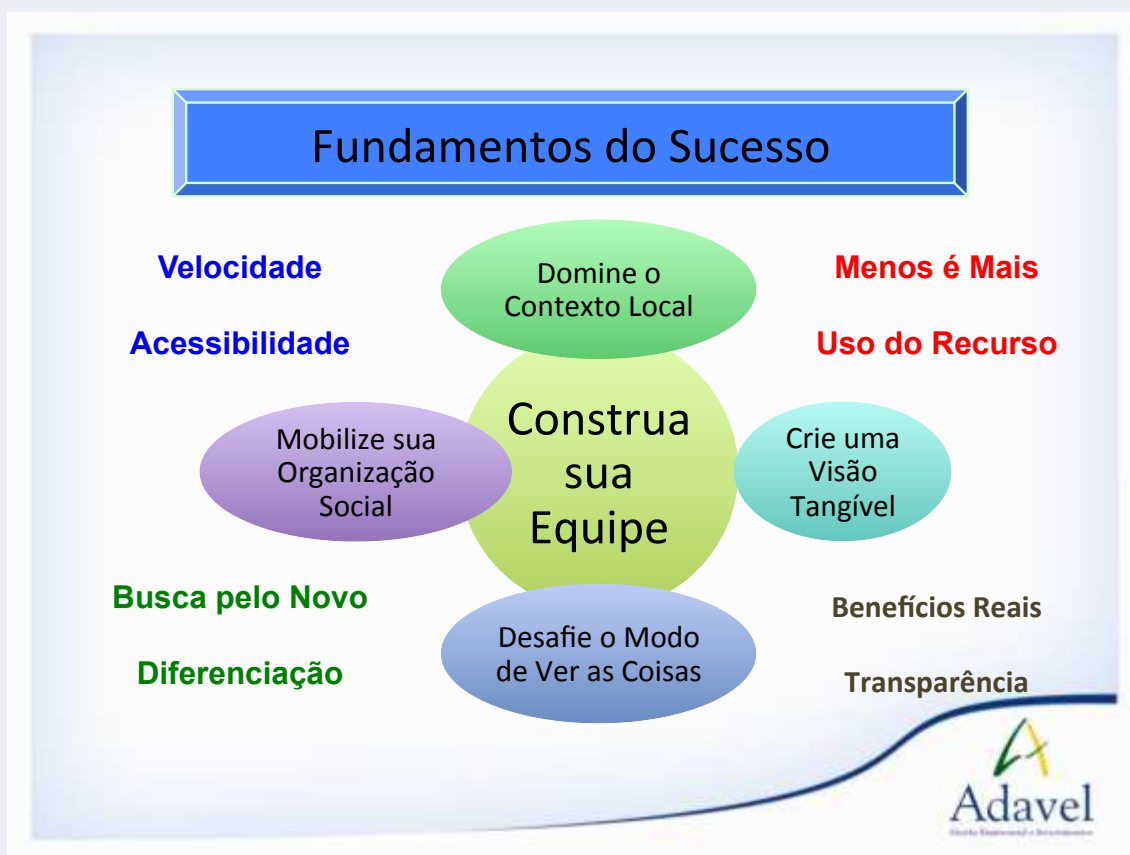 Fundamentos do Sucesso
Velocidade
Acessibilidade
Domine o
Contexto Local
Menos é Mais
Uso do Recurso
Mobilize sua
Organização
Social
Construa
sua
Equipe
Crie uma
Visão
Tangível
Busca pelo Novo
Diferenciação
Desafie o Modo
de Ver as Coisas
Benefícios Reais
Transparência
Adavel